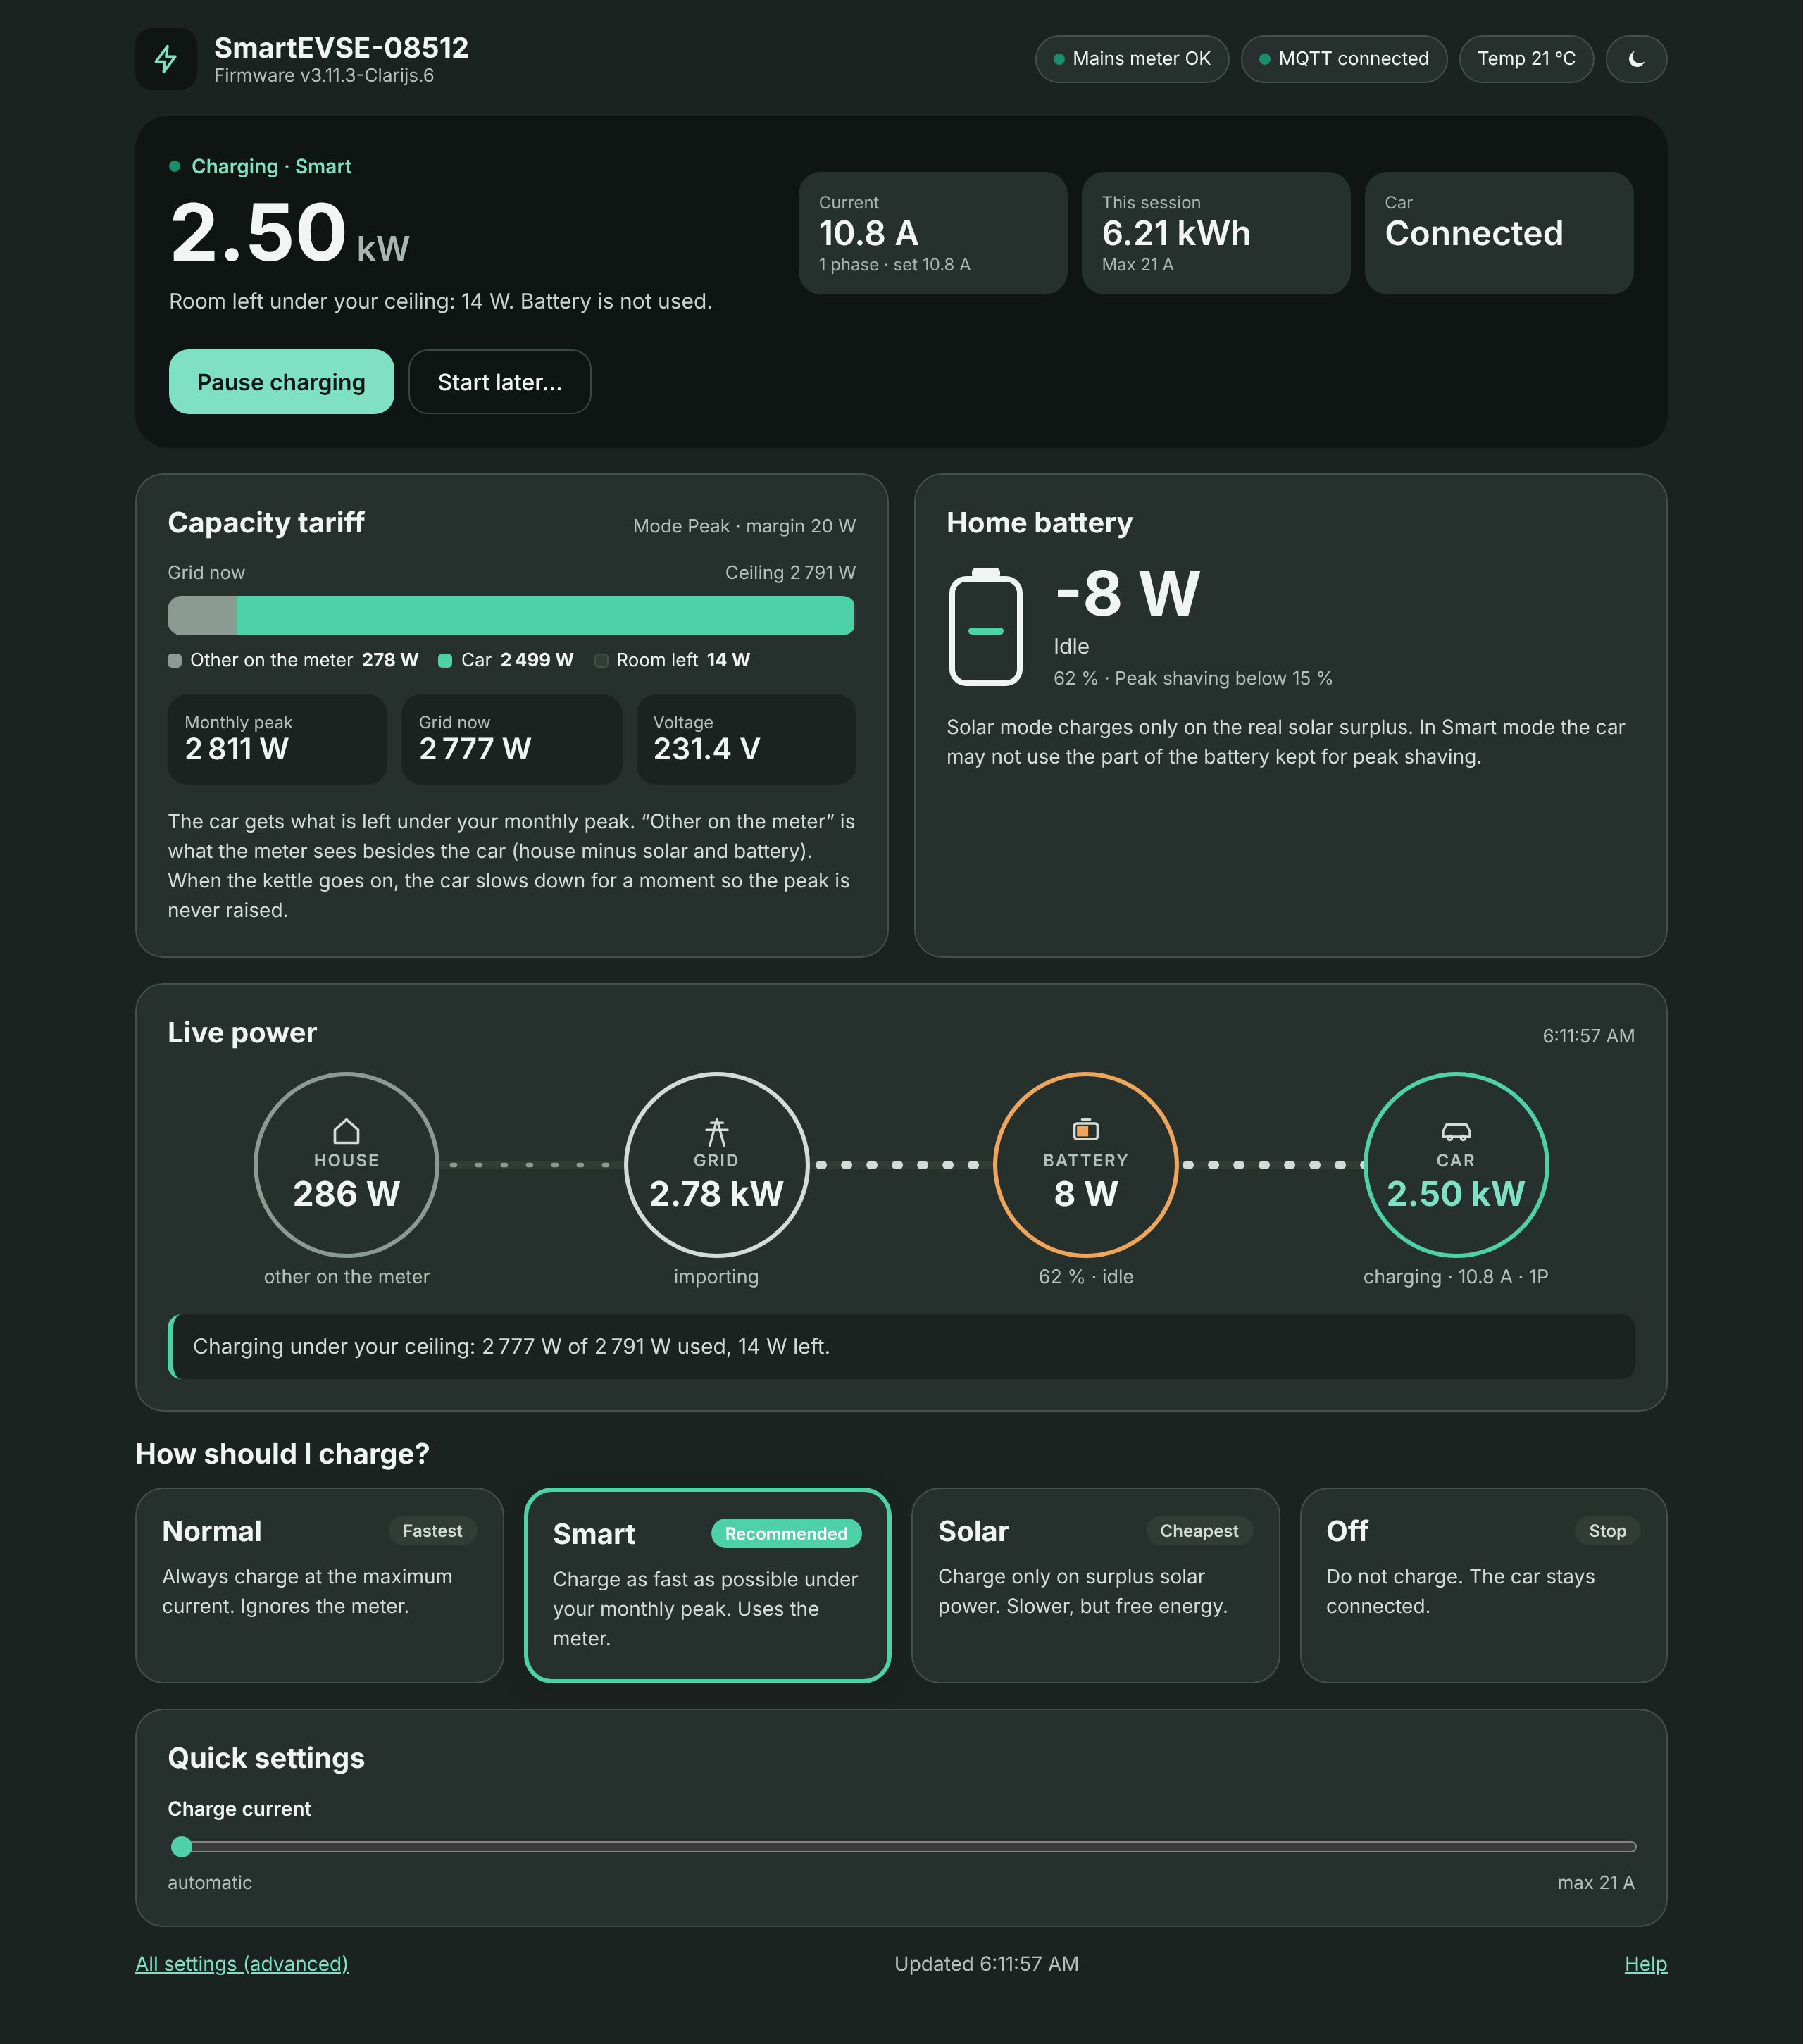 SmartEVSE-08512
Firmware v3.11.3-Clarijs.6
Mains meter OK
MQTT connected
Temp 21 °C
Charging · Smart
2.50 kW
Room left under your ceiling: 14 W. Battery is not used.
Pause charging
Start later…
Current
10.8 A
1 phase · set 10.8 A
This session
6.21 kWh
Max 21 A
Car
Connected
Capacity tariff
Mode Peak · margin 20 W
Grid now
Ceiling 2 791 W
Other on the meter 278 W
Car 2 499 W
Room left 14 W
Monthly peak
2 811 W
Grid now
2 777 W
Voltage
231.4 V
The car gets what is left under your monthly peak. “Other on the meter” is
what the meter sees besides the car (house minus solar and battery).
When the kettle goes on, the car slows down for a moment so the peak is
never raised.
Home battery
-8 W
Idle
62 % · Peak shaving below 15 %
Solar mode charges only on the real solar surplus. In Smart mode the car
may not use the part of the battery kept for peak shaving.
Live power
6:11:57 AM
HOUSE
286 W
other on the meter
GRID
2.78 kW
importing
BATTERY
8 W
62 % · idle
CAR
2.50 kW
charging · 10.8 A · 1P
Charging under your ceiling: 2 777 W of 2 791 W used, 14 W left.
How should I charge?
Normal
Fastest
Always charge at the maximum
current. Ignores the meter.
Smart
Recommended
Charge as fast as possible under
your monthly peak. Uses the
meter.
Solar
Cheapest
Charge only on surplus solar
power. Slower, but free energy.
Off
Stop
Do not charge. The car stays
connected.
Quick settings
Charge current
automatic
max 21 A
All settings (advanced)
Updated 6:11:57 AM
Help